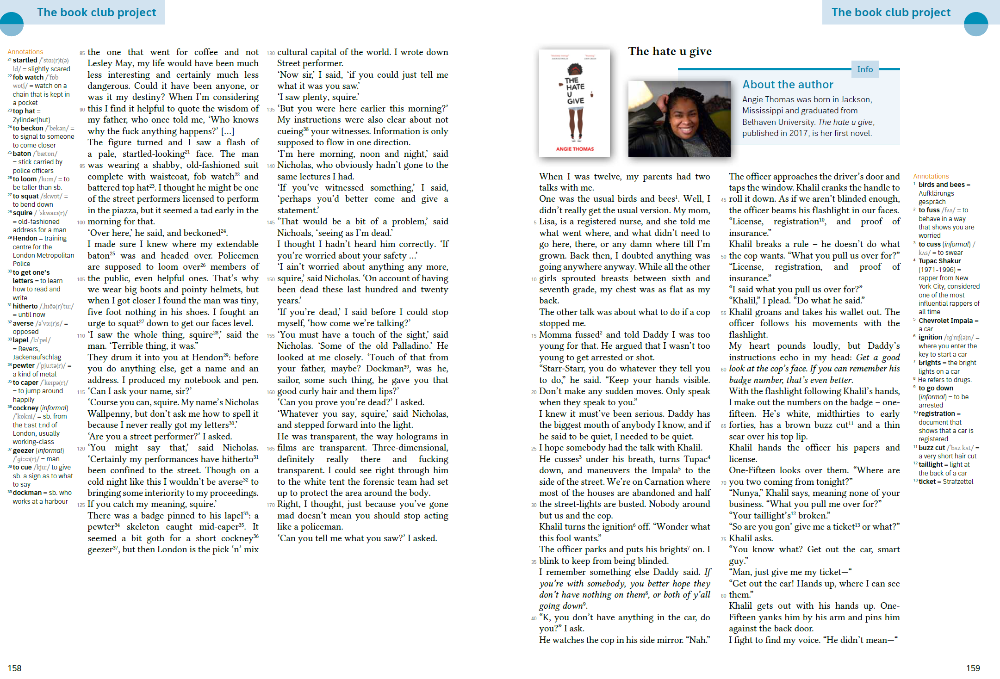 The book club project
Annotations
21 startled /ˈstɑː(r)t(ə)
ld/ = slightly scared
22 fob watch /ˈfɒb
wɒtʃ/ = watch on a
chain that is kept in
a pocket
23 top hat =
Zylinder(hut)
24 to beckon /ˈbekən/ =
to signal to someone
to come closer
25 baton /ˈbætɒn/
= stick carried by
police officers
26 to loom /luːm/ = to
be taller than sb.
27 to squat /skwɒt/ =
to bend down
28 squire / ˈskwaɪə(r)/
= old-fashioned
address for a man
29 Hendon = training
centre for the
London Metropolitan
Police
30 to get one’s
letters = to learn
how to read and
write
31 hitherto /ˌhɪðə(r)ˈtuː/
= until now
32 averse /əˈvɜː(r)s/ =
opposed
33 lapel /ləˈpel/
= Revers,
Jackenaufschlag
34 pewter /ˈpjuːtə(r)/ =
a kind of metal
35 to caper /ˈkeɪpə(r)/
= to jump around
happily
36 cockney (informal)
/ˈkɒkni/ = sb. from
the East End of
London, usually
working-class
37 geezer (informal)
/ˈɡiːzə(r)/ = man
38 to cue /kjuː/ to give
sb. a sign as to what
to say
39 dockman = sb. who
works at a harbour
85 the one that went for coffee and not
Lesley May, my life would have been much
less interesting and certainly much less
dangerous. Could it have been anyone, or
was it my destiny? When I’m considering
90 this I find it helpful to quote the wisdom of
my father, who once told me, ‘Who knows
why the fuck anything happens?’ [...]
The figure turned and I saw a flash of
a pale, startled-looking21 face. The man
95 was wearing a shabby, old-fashioned suit
complete with waistcoat, fob watch22 and
battered top hat23. I thought he might be one
of the street performers licensed to perform
in the piazza, but it seemed a tad early in the
100 morning for that.
‘Over here,’ he said, and beckoned24.
I made sure I knew where my extendable
baton25 was and headed over. Policemen
are supposed to loom over26 members of
105 the public, even helpful ones. That’s why
we wear big boots and pointy helmets, but
when I got closer I found the man was tiny,
five foot nothing in his shoes. I fought an
urge to squat27 down to get our faces level.
110 ‘I saw the whole thing, squire28,’ said the
man. ‘Terrible thing, it was.”
They drum it into you at Hendon29: before
you do anything else, get a name and an
address. I produced my notebook and pen.
115 ‘Can I ask your name, sir?’
‘Course you can, squire. My name’s Nicholas
Wallpenny, but don’t ask me how to spell it
because I never really got my letters30.’
‘Are you a street performer?’ I asked.
120 ‘You might say that,’ said Nicholas.
‘Certainly my performances have hitherto31
been confined to the street. Though on a
cold night like this I wouldn’t be averse32 to
bringing some interiority to my proceedings.
125 If you catch my meaning, squire.’
There was a badge pinned to his lapel33: a
pewter34 skeleton caught mid-caper35. It
seemed a bit goth for a short cockney36
geezer37, but then London is the pick ‘n’ mix
130 cultural capital of the world. I wrote down
Street performer.
‘Now sir,’ I said, ‘if you could just tell me
what it was you saw.’
‘I saw plenty, squire.’
135 ‘But you were here earlier this morning?’
My instructions were also clear about not
cueing38 your witnesses. Information is only
supposed to flow in one direction.
‘I’m here morning, noon and night,’ said
140 Nicholas, who obviously hadn’t gone to the
same lectures I had.
‘If you’ve witnessed something,’ I said,
‘perhaps you’d better come and give a
statement.’
145 ‘That would be a bit of a problem,’ said
Nichoals, ‘seeing as I’m dead.’
I thought I hadn’t heard him correctly. ‘If
you’re worried about your safety ...’
‘I ain’t worried about anything any more,
150 squire,’ said Nicholas. ‘On account of having
been dead these last hundred and twenty
years.’
‘If you’re dead,’ I said before I could stop
myself, ‘how come we’re talking?’
155 ‘You must have a touch of the sight,’ said
Nicholas. ‘Some of the old Palladino.’ He
looked at me closely. ‘Touch of that from
your father, maybe? Dockman39, was he,
sailor, some such thing, he gave you that
160 good curly hair and them lips?’
‘Can you prove you’re dead?’ I asked.
‘Whatever you say, squire,’ said Nicholas,
and stepped forward into the light.
He was transparent, the way holograms in
165 films are transparent. Three-dimensional,
definitely really there and fucking
transparent. I could see right through him
to the white tent the forensic team had set
up to protect the area around the body.
170 Right, I thought, just because you’ve gone
mad doesn’t mean you should stop acting
like a policeman.
‘Can you tell me what you saw?’ I asked.
158
The book club project
THE
HATE
U
GIVE
ANGIE THOMAS
The hate u give
Info
About the author
Angie Thomas was born in Jackson,
Mississippi and graduated from
Belhaven University. The hate u give,
published in 2017, is her first novel.
When I was twelve, my parents had two
talks with me.
One was the usual birds and bees1. Well, I
didn’t really get the usual version. My mom,
5 Lisa, is a registered nurse, and she told me
what went where, and what didn’t need to
go here, there, or any damn where till I’m
grown. Back then, I doubted anything was
going anywhere anyway. While all the other
10 girls sprouted breasts between sixth and
seventh grade, my chest was as flat as my
back.
The other talk was about what to do if a cop
stopped me.
15 Momma fussed2 and told Daddy I was too
young for that. He argued that I wasn’t too
young to get arrested or shot.
“Starr-Starr, you do whatever they tell you
to do,” he said. “Keep your hands visible.
20 Don’t make any sudden moves. Only speak
when they speak to you.”
I knew it must’ve been serious. Daddy has
the biggest mouth of anybody I know, and if
he said to be quiet, I needed to be quiet.
25 I hope somebody had the talk with Khalil.
He cusses3 under his breath, turns Tupac4
down, and maneuvers the Impala5 to the
side of the street. We’re on Carnation where
most of the houses are abandoned and half
30 the street-lights are busted. Nobody around
but us and the cop.
Khalil turns the ignition6 off. “Wonder what
this fool wants.”
The officer parks and puts his brights7 on. I
35 blink to keep from being blinded.
I remember something else Daddy said. If
you’re with somebody, you better hope they
don’t have nothing on them8, or both of y’all
going down9.
40 “K, you don’t have anything in the car, do
you?” I ask.
He watches the cop in his side mirror. “Nah.”
The officer approaches the driver’s door and
taps the window. Khalil cranks the handle to
45 roll it down. As if we aren’t blinded enough,
the officer beams his flashlight in our faces.
“License, registration10, and proof of
insurance.”
Khalil breaks a rule – he doesn’t do what
50 the cop wants. “What you pull us over for?”
“License, registration, and proof of
insurance.”
“I said what you pull us over for?”
“Khalil,” I plead. “Do what he said.”
55 Khalil groans and takes his wallet out. The
officer follows his movements with the
flashlight.
My heart pounds loudly, but Daddy’s
instructions echo in my head: Get a good
60 look at the cop’s face. If you can remember his
badge number, that’s even better.
With the flashlight following Khalil’s hands,
I make out the numbers on the badge – one-
fifteen. He’s white, midthirties to early
65 forties, has a brown buzz cut11 and a thin
scar over his top lip.
Khalil hands the officer his papers and
license.
One-Fifteen looks over them. “Where are
70 you two coming from tonight?”
“Nunya,” Khalil says, meaning none of your
business. “What you pull me over for?”
“Your taillight’s12 broken.”
“So are you gon’ give me a ticket13 or what?”
75 Khalil asks.
“You know what? Get out the car, smart
guy.”
“Man, just give me my ticket—“
“Get out the car! Hands up, where I can see
80 them.”
Khalil gets out with his hands up. One-
Fifteen yanks him by his arm and pins him
against the back door.
I fight to find my voice. “He didn’t mean—“
Annotations
1 birds and bees =
Aufklärungs-
gespräch
2 to fuss /fʌs/ = to
behave in a way
that shows you are
worried
3 to cuss (informal) /
kʌs/ = to swear
4 Tupac Shakur
(1971-1996) =
rapper from New
York City, considered
one of the most
influential rappers of
all time
5 Chevrolet Impala =
a car
6 ignition /ɪɡˈnɪʃ(ə)n/ =
where you enter the
key to start a car
7 brights = the bright
lights on a car
8 He refers to drugs.
9 to go down
(informal) = to be
arrested
10 registration =
document that
shows that a car is
registered
11 buzz cut /ˈbʌz kʌt/ =
a very short hair cut
12 taillight = light at
the back of a car
13 ticket = Strafzettel
159